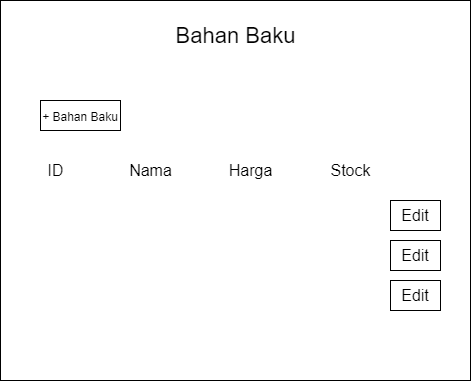 Bahan Baku
+ Bahan Baku
ID Nama Harga Stock
Edit
Edit
Edit